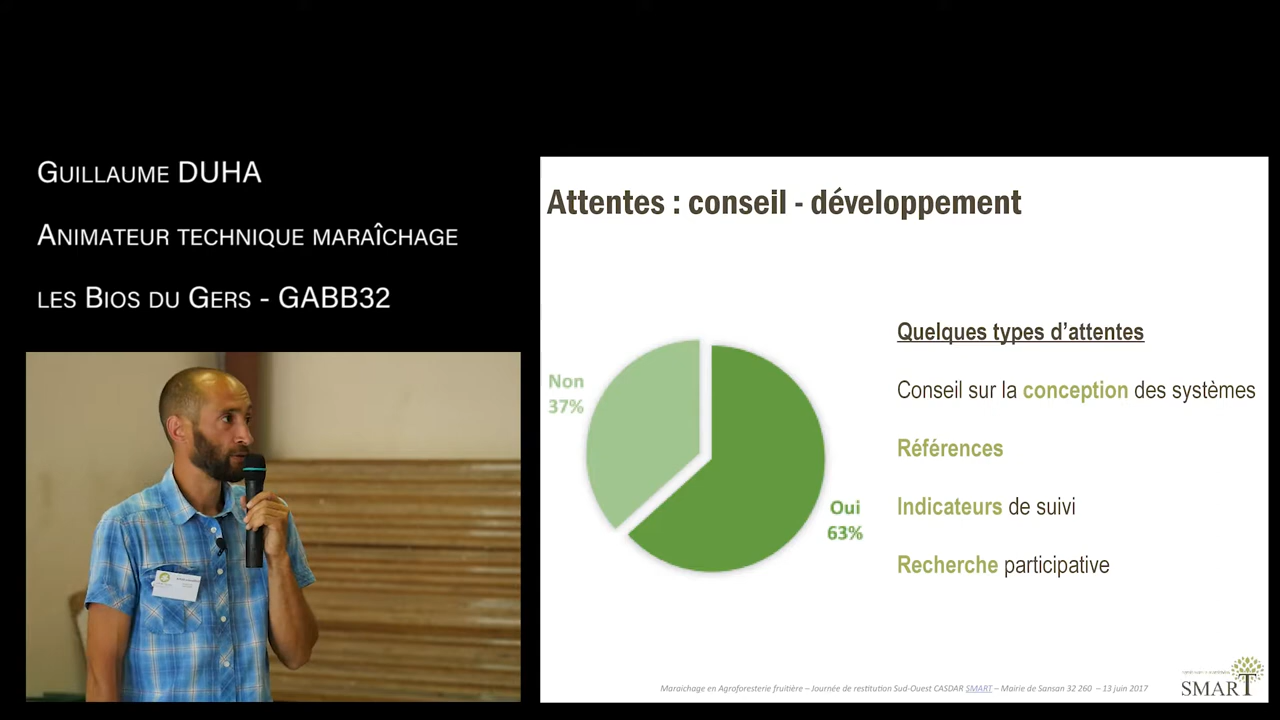 GUILLAUME DUHA
ANIMATEUR TECHNIQUE MARAÎCHAGE
LES BIOS DU GERS - GABB32
Attentes : conseil - développement
Quelques types d'attentes
Non
37%
Conseil sur la conception des systèmes
Références
Oui
63%
Indicateurs de suivi
Recherche participative
Maraichage en Agroforesterie fruitière – Journée de restitution Sud-Ouest CASDAR SMART – Mairie de Sansan 32 260 – 13 juin 2017
SMART